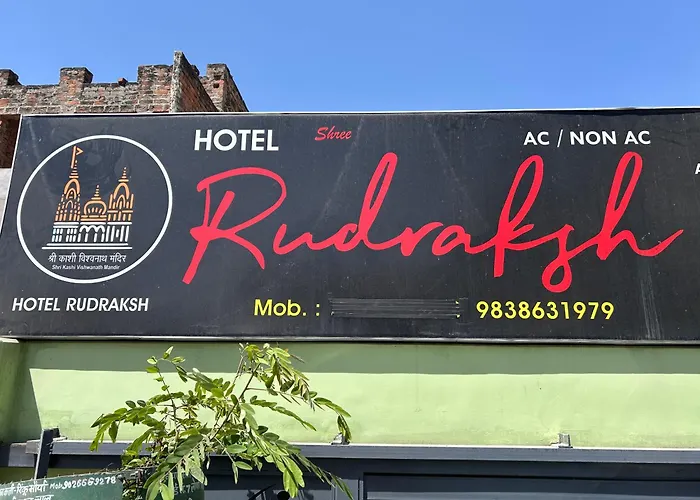 HOTEL Shree AC / NON AC
Rudraksh
श्री काशी विश्वनाथ मंदिर
Shri Kashi Vishwanath Mandir
HOTEL RUDRAKSH
Mob. : 9838631979